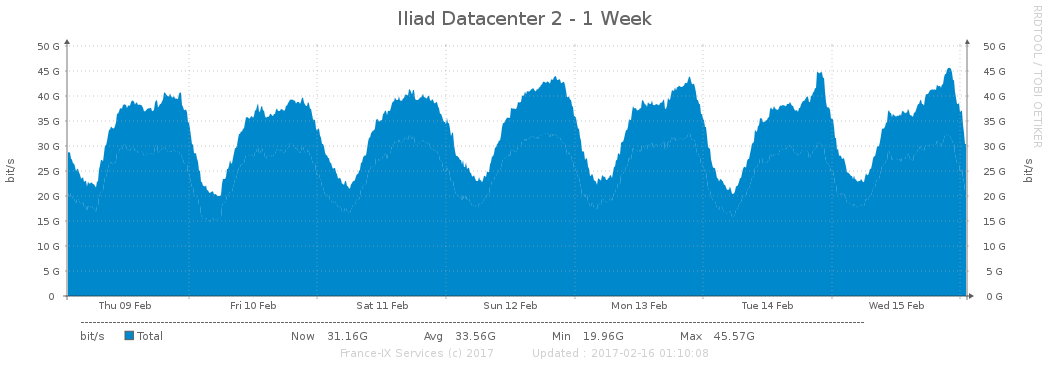 Iliad Datacenter 2 - 1 Week
RRDTOOL / TOBI OETIKER
bit/s
50 G 50 G
45 G 45 G
40 G 40 G
35 G 35 G
30 G 30 G
25 G 25 G
20 G 20 G
15 G 15 G
10 G 10 G
5 G 5 G
0 0 G
bit/s
Thu 09 Feb Fri 10 Feb Sat 11 Feb Sun 12 Feb Mon 13 Feb Tue 14 Feb Wed 15 Feb
bit/s Total Now 31.16G Avg 33.56G Min 19.96G Max 45.57G
France-IX Services (c) 2017 Updated : 2017-02-16 01:10:08